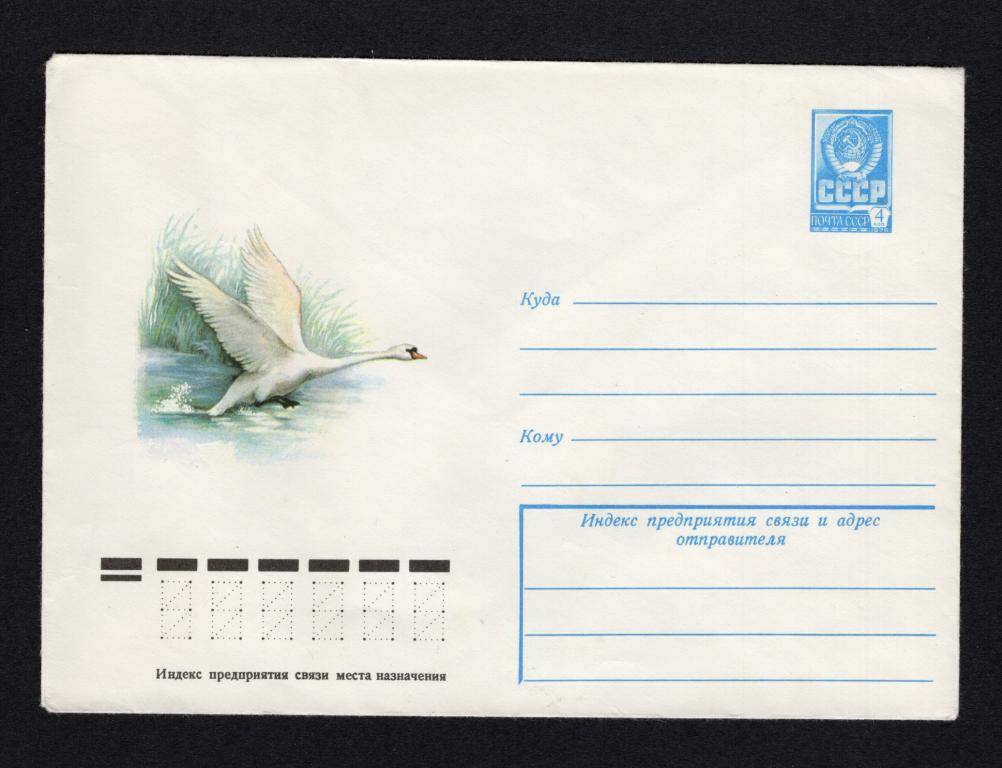 СССР
ПОЧТА СССР 4
Куда
Кому
Индекс предприятия связи и адрес
отправителя
Индекс предприятия связи места назначения